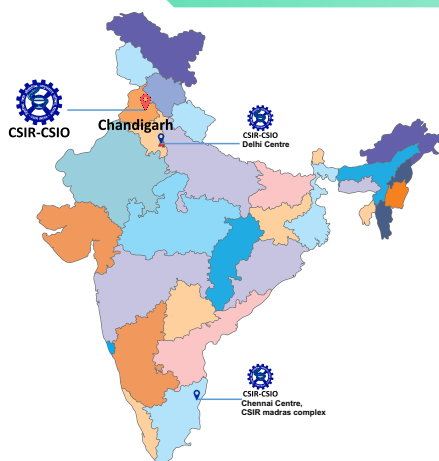 CSIR-CSIO
Chandigarh
CSIR-CSIO
Delhi Centre
CSIR-CSIO
Chennai Centre,
CSIR madras complex